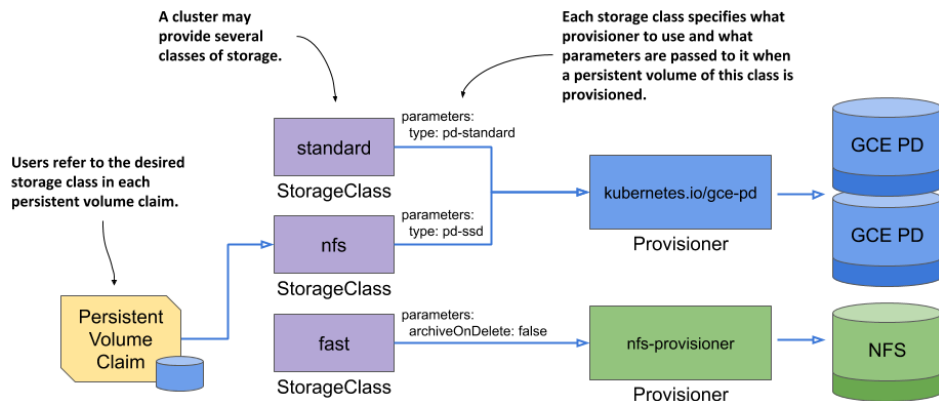 A cluster may
provide several
classes of storage.
Each storage class specifies what
provisioner to use and what
parameters are passed to it when
a persistent volume of this class is
provisioned.
Users refer to the desired
storage class in each
persistent volume claim.
parameters:
type: pd-standard
standard
StorageClass
parameters:
type: pd-ssd
nfs
StorageClass
parameters:
archiveOnDelete: false
fast
StorageClass
Persistent
Volume
Claim
kubernetes.io/gce-pd
Provisioner
nfs-provisioner
Provisioner
GCE PD
GCE PD
NFS